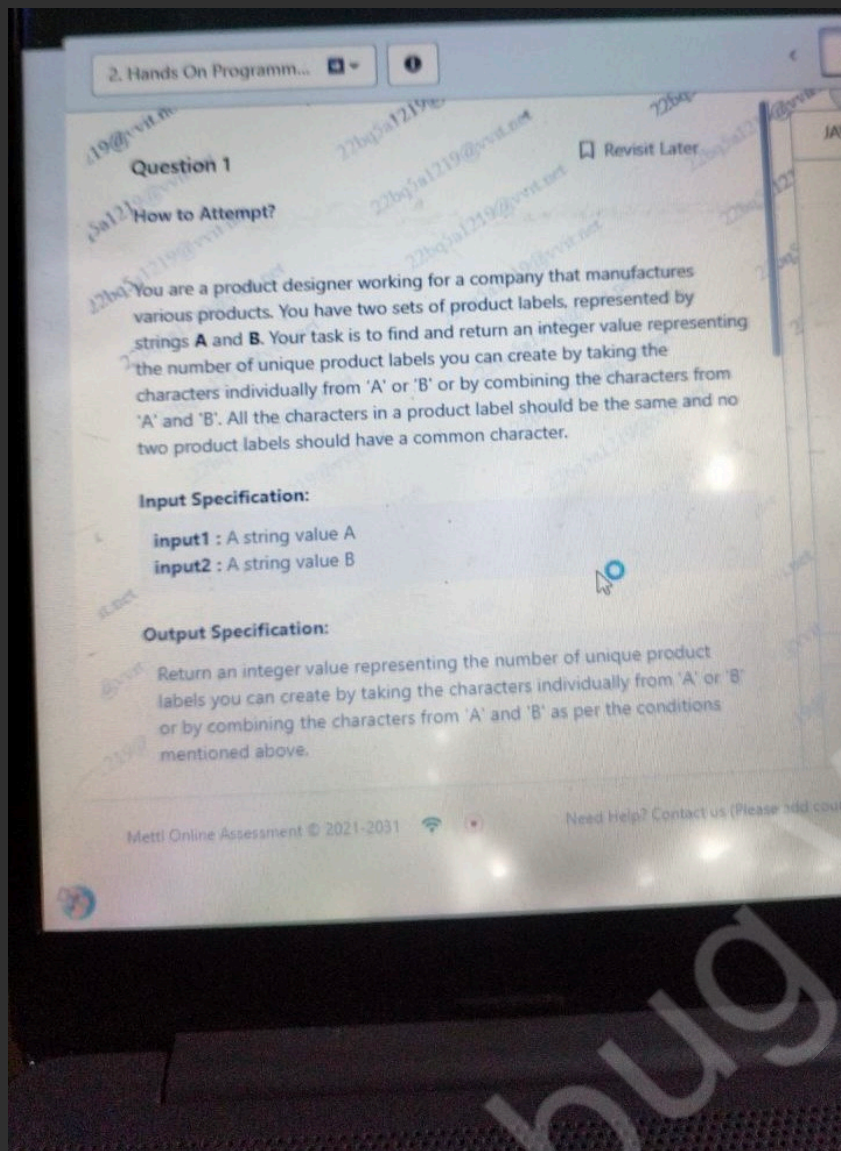 2. Hands On Programm...
Question 1
Revisit Later
JA
How to Attempt?
You are a product designer working for a company that manufactures
various products. You have two sets of product labels, represented by
strings A and B. Your task is to find and return an integer value representing
the number of unique product labels you can create by taking the
characters individually from 'A' or 'B' or by combining the characters from
'A' and 'B'. All the characters in a product label should be the same and no
two product labels should have a common character.
Input Specification:
input1 : A string value A
input2 : A string value B
Output Specification:
Return an integer value representing the number of unique product
labels you can create by taking the characters individually from 'A' or 'B'
or by combining the characters from 'A' and 'B' as per the conditions
mentioned above.
Mettl Online Assessment © 2021-2031
Need Help? Contact us (Please add cou
22bq5a1219@vvit.net
bug